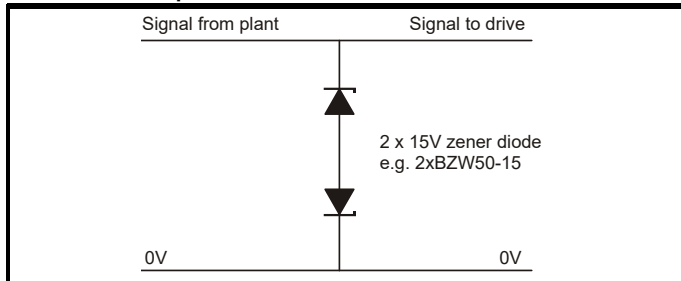 Signal from plant Signal to drive
2 x 15V zener diode
e.g. 2xBZW50-15
0V 0V